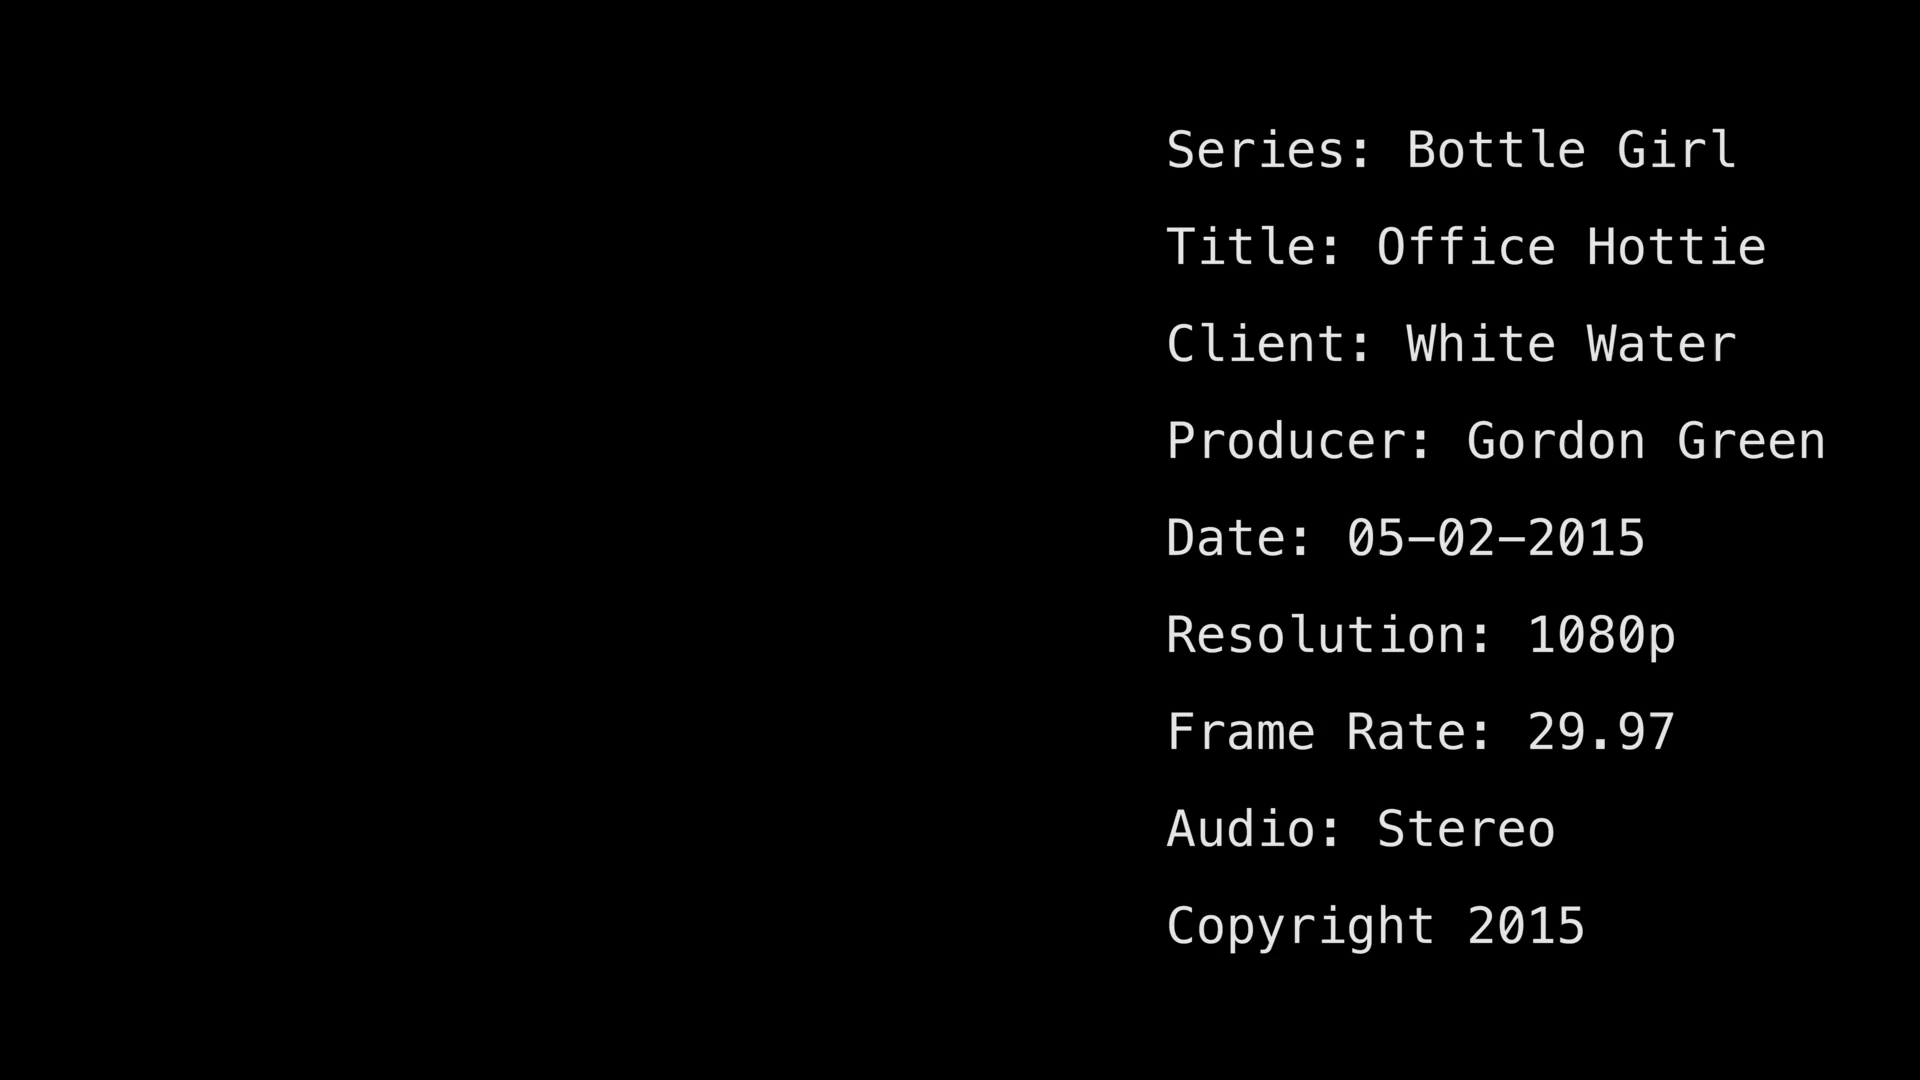 Series: Bottle Girl
Title: Office Hottie
Client: White Water
Producer: Gordon Green
Date: 05-02-2015
Resolution: 1080p
Frame Rate: 29.97
Audio: Stereo
Copyright 2015